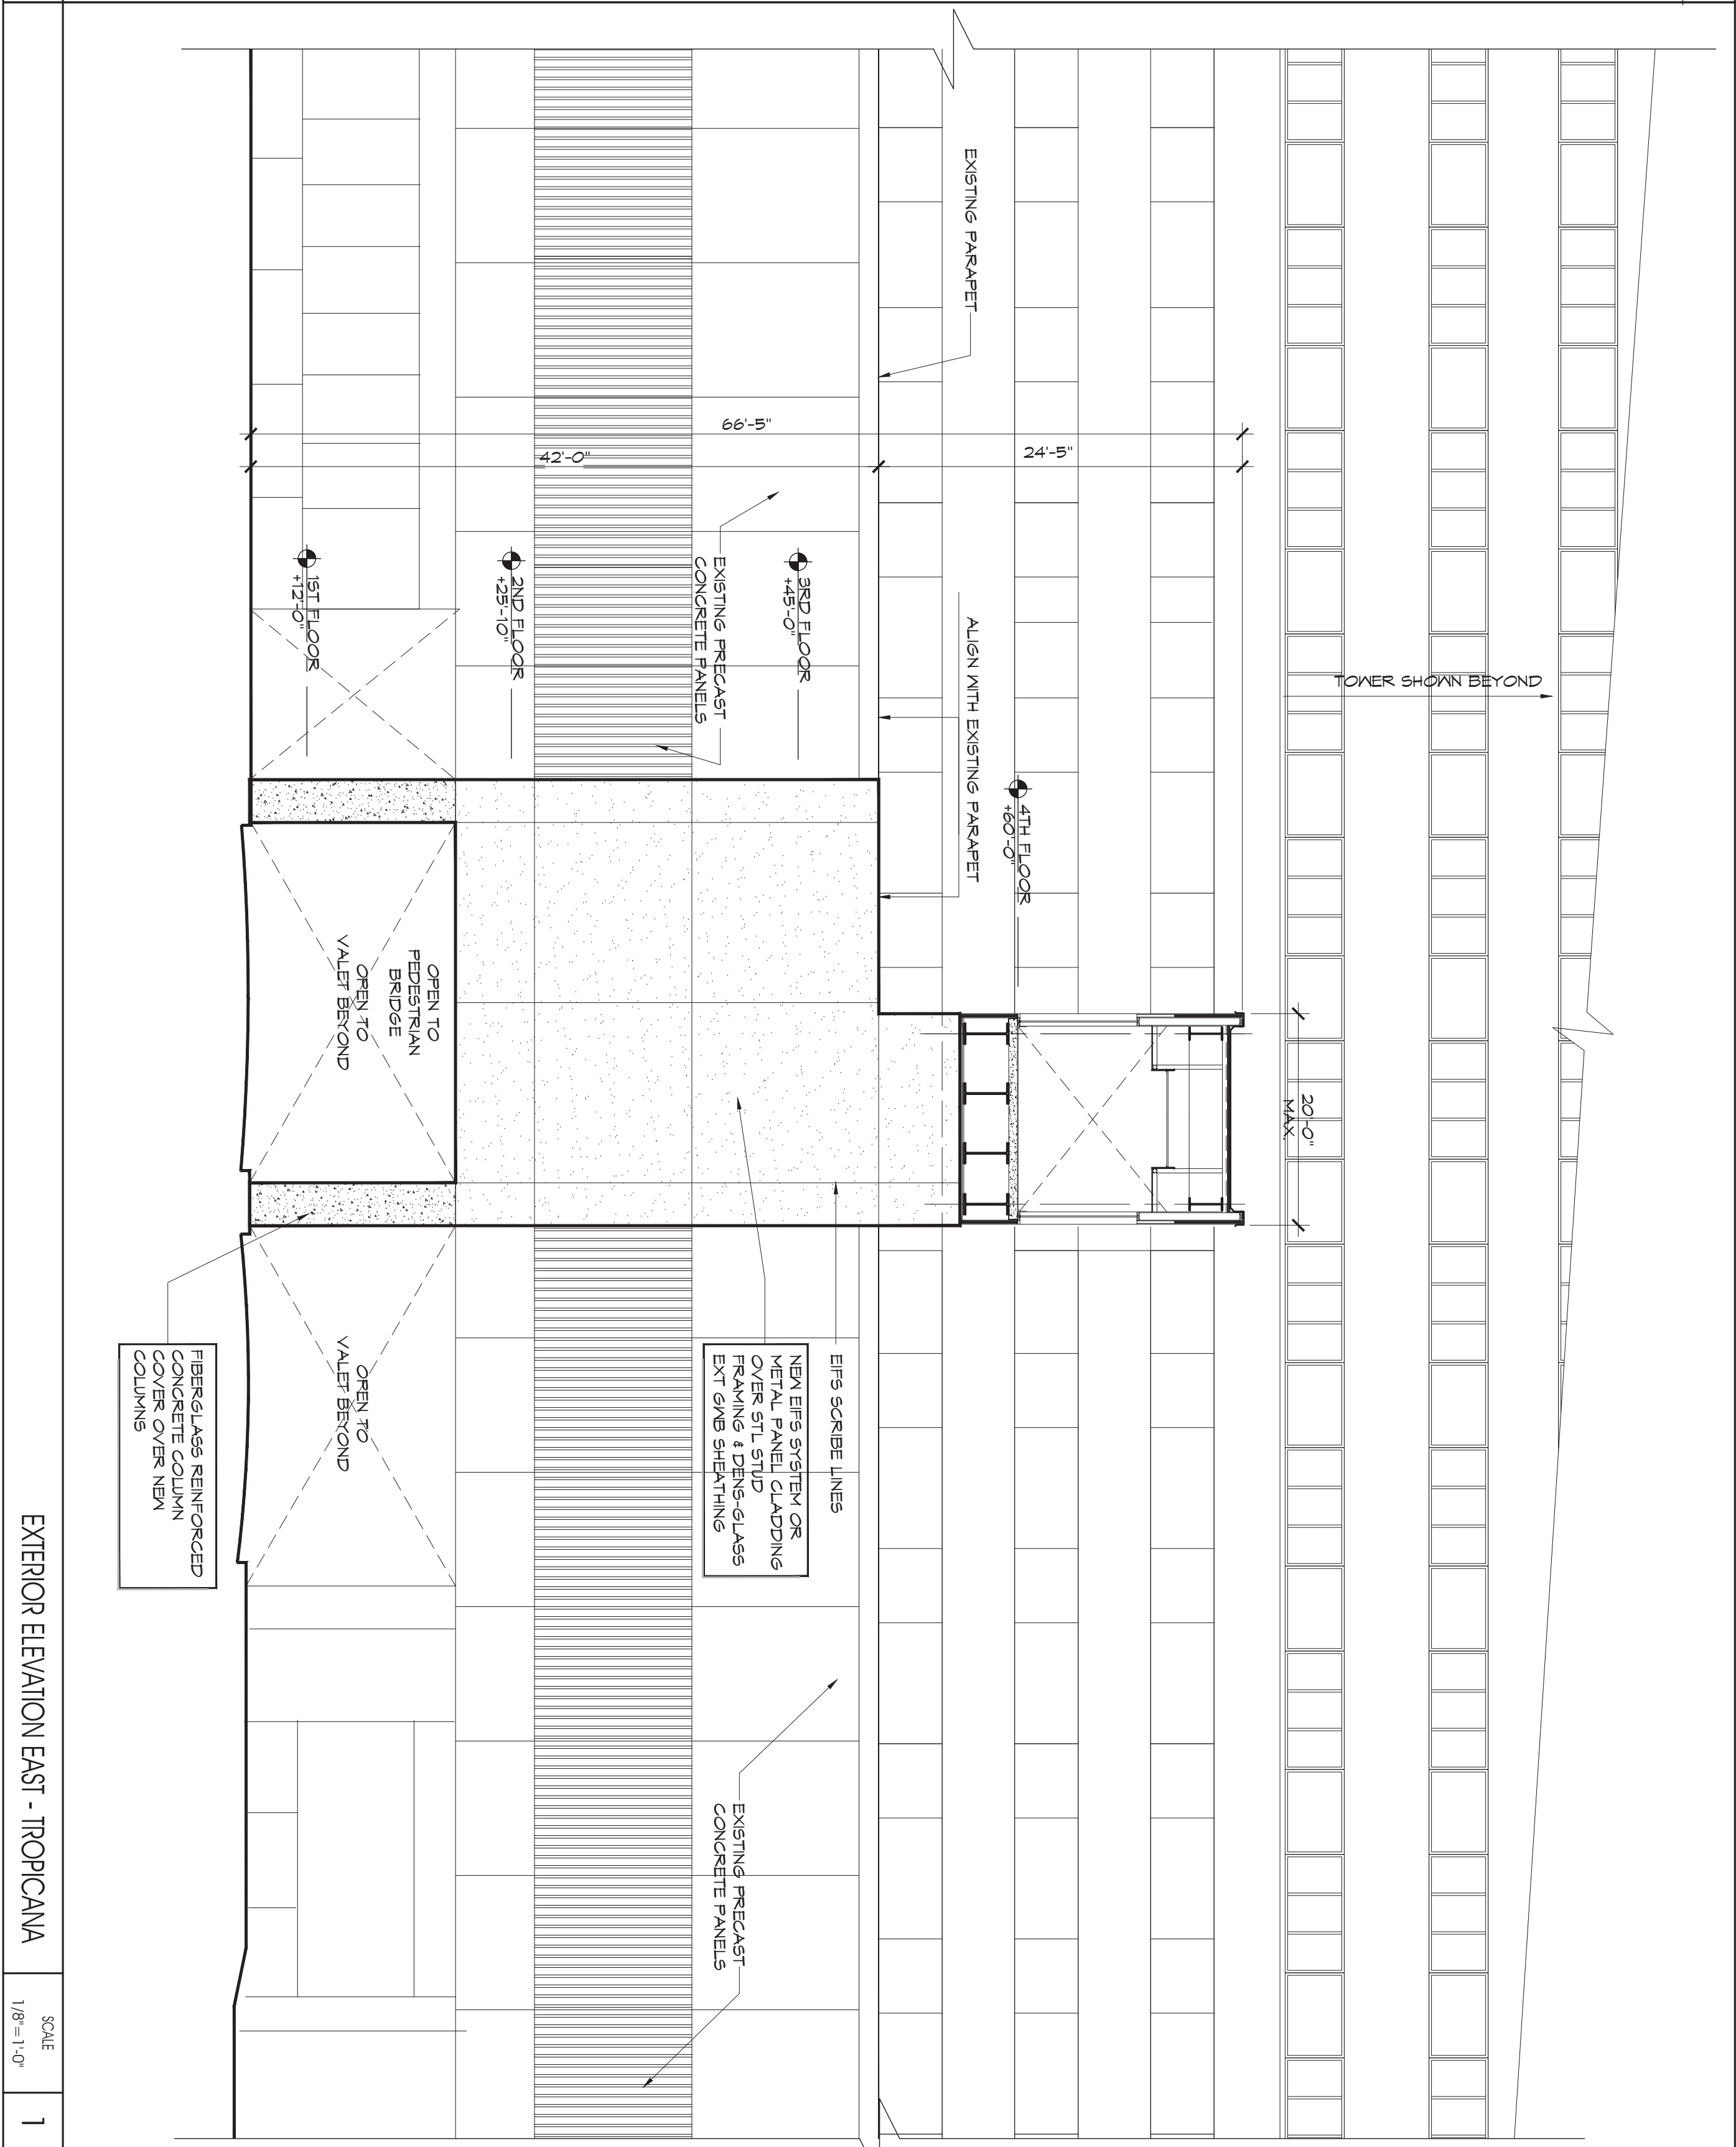 TOWER SHOWN BEYOND
20'-0"
MAX.
4TH FLOOR
+60'-0"
EXISTING PARAPET
ALIGN WITH EXISTING PARAPET
66'-5"
24'-5"
42'-0"
3RD FLOOR
+45'-0"
EXISTING PRECAST
CONCRETE PANELS
2ND FLOOR
+25'-10"
1ST FLOOR
+12'-0"
OPEN TO
PEDESTRIAN
BRIDGE
OPEN TO
VALET BEYOND
EIFS SCRIBE LINES
NEW EIFS SYSTEM OR
METAL PANEL CLADDING
OVER STL STUD
FRAMING & DENS-GLASS
EXT GWB SHEATHING
OPEN TO
VALET BEYOND
FIBERGLASS REINFORCED
CONCRETE COLUMN
COVER OVER NEW
COLUMNS
EXISTING PRECAST
CONCRETE PANELS
EXTERIOR ELEVATION EAST - TROPICANA
SCALE
1/8"=1'-0"
1